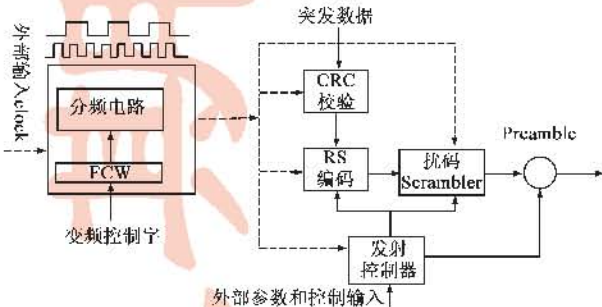 突发数据
外部输入clock
CRC
校验
分频电路
Preamble
RS
编码
扰码
Scrambler
FCW
变频控制字
发射
控制器
外部参数和控制输入